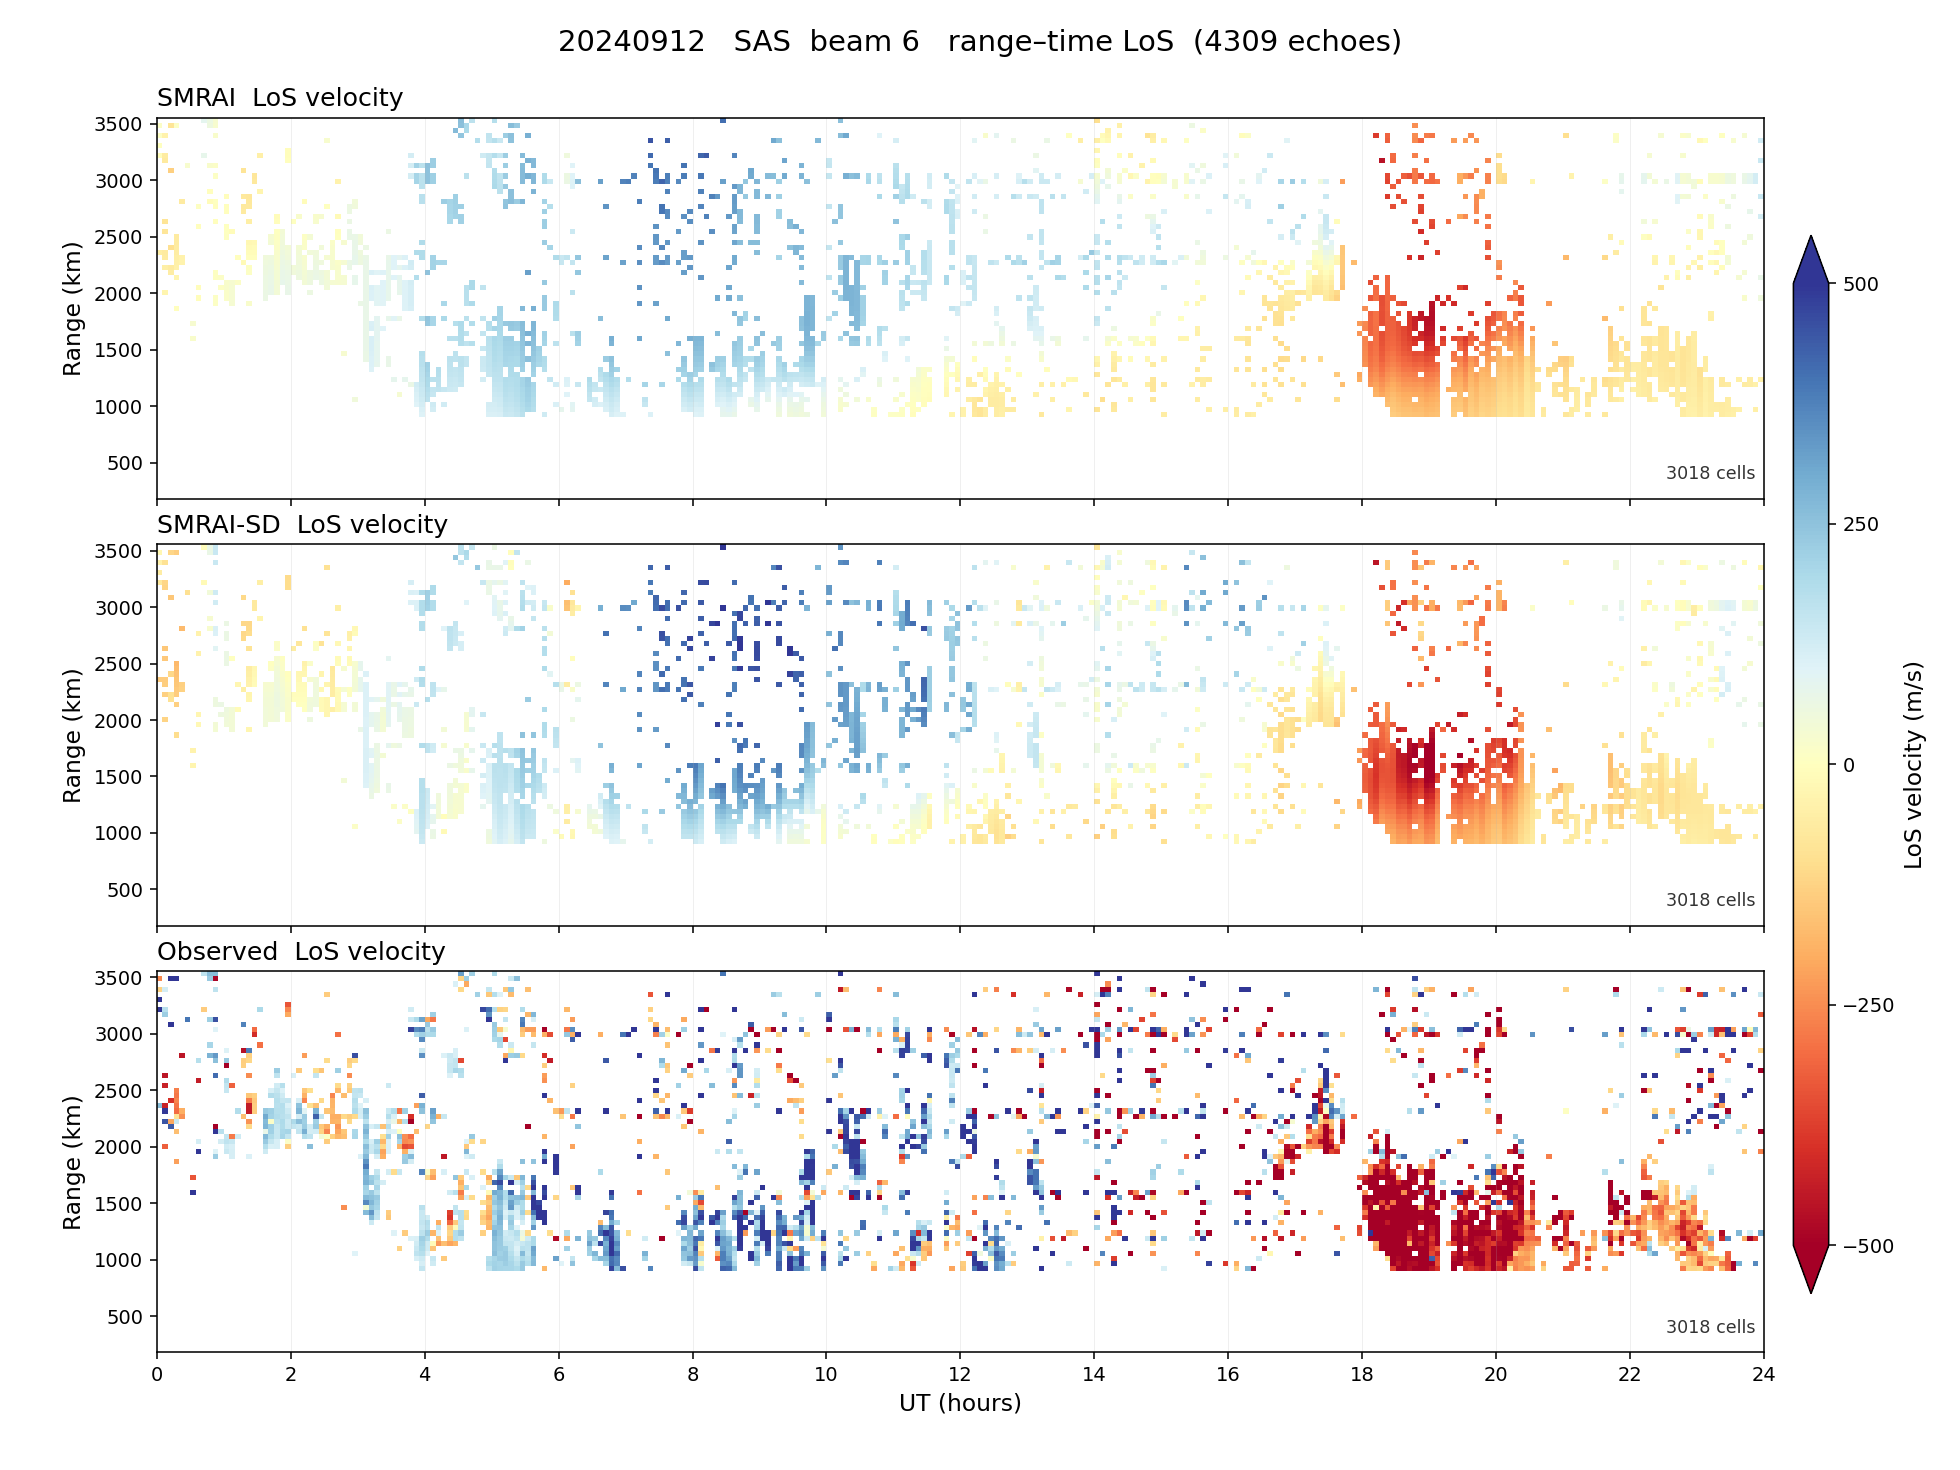 20240912   SAS  beam 6   range–time LoS  (4309 echoes)
SMRAI  LoS velocity
3500
3000
2500
2000
1500
1000
500
Range (km)
3018 cells
SMRAI-SD  LoS velocity
3500
3000
2500
2000
1500
1000
500
Range (km)
3018 cells
Observed  LoS velocity
3500
3000
2500
2000
1500
1000
500
Range (km)
3018 cells
0 2 4 6 8 10 12 14 16 18 20 22 24
UT (hours)
500
250
0
−250
−500
LoS velocity (m/s)